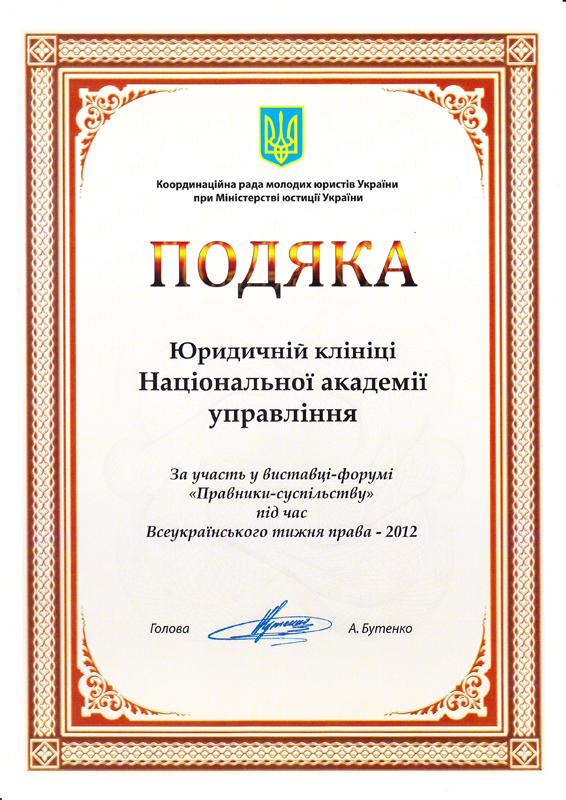 Координаційна рада молодих юристів України
при Міністерстві юстиції України
ПОДЯКА
Юридичній клініці
Національної академії
управління
За участь у виставці-форумі
«Правники-суспільству»
під час
Всеукраїнського тижня права - 2012
Голова А. Бутенко